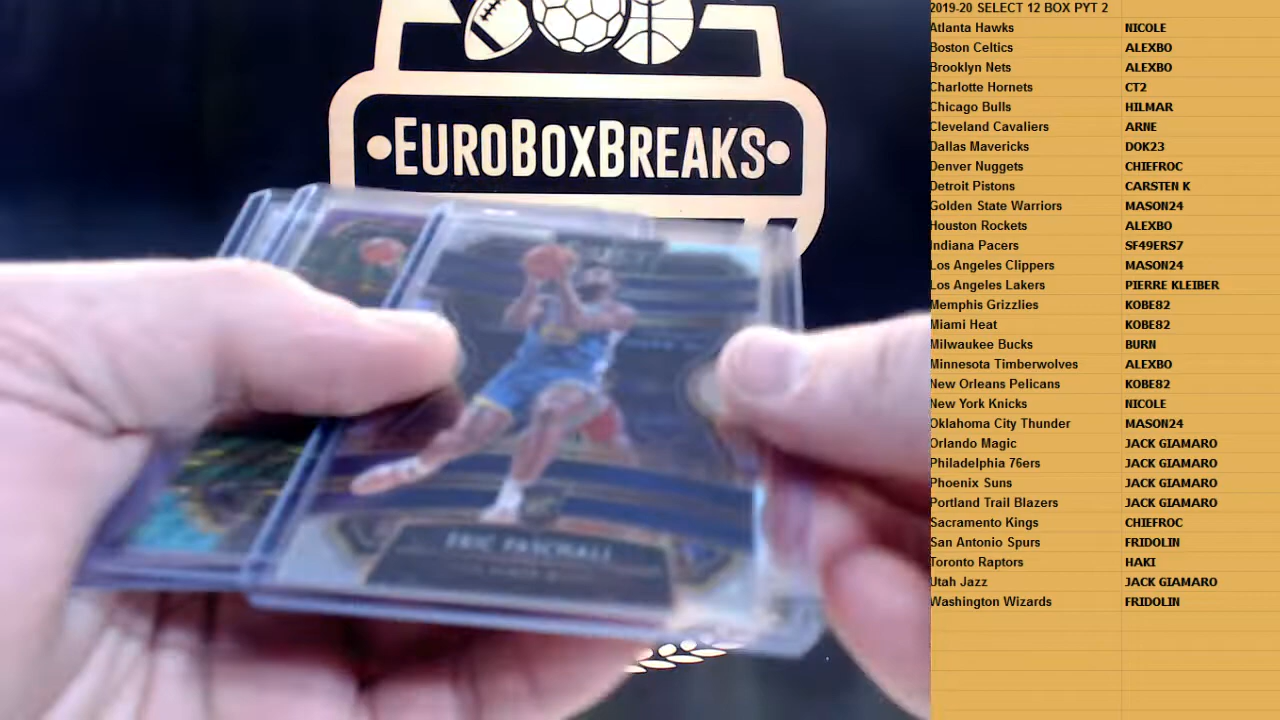 EUROBOXBREAKS
ERIC PASCHALL
2019-20 SELECT 12 BOX PYT 2
Atlanta Hawks NICOLE
Boston Celtics ALEXBO
Brooklyn Nets ALEXBO
Charlotte Hornets CT2
Chicago Bulls HILMAR
Cleveland Cavaliers ARNE
Dallas Mavericks DOK23
Denver Nuggets CHIEFROC
Detroit Pistons CARSTEN K
Golden State Warriors MASON24
Houston Rockets ALEXBO
Indiana Pacers SF49ERS7
Los Angeles Clippers MASON24
Los Angeles Lakers PIERRE KLEIBER
Memphis Grizzlies KOBE82
Miami Heat KOBE82
Milwaukee Bucks BURN
Minnesota Timberwolves ALEXBO
New Orleans Pelicans KOBE82
New York Knicks NICOLE
Oklahoma City Thunder MASON24
Orlando Magic JACK GIAMARO
Philadelphia 76ers JACK GIAMARO
Phoenix Suns JACK GIAMARO
Portland Trail Blazers JACK GIAMARO
Sacramento Kings CHIEFROC
San Antonio Spurs FRIDOLIN
Toronto Raptors HAKI
Utah Jazz JACK GIAMARO
Washington Wizards FRIDOLIN